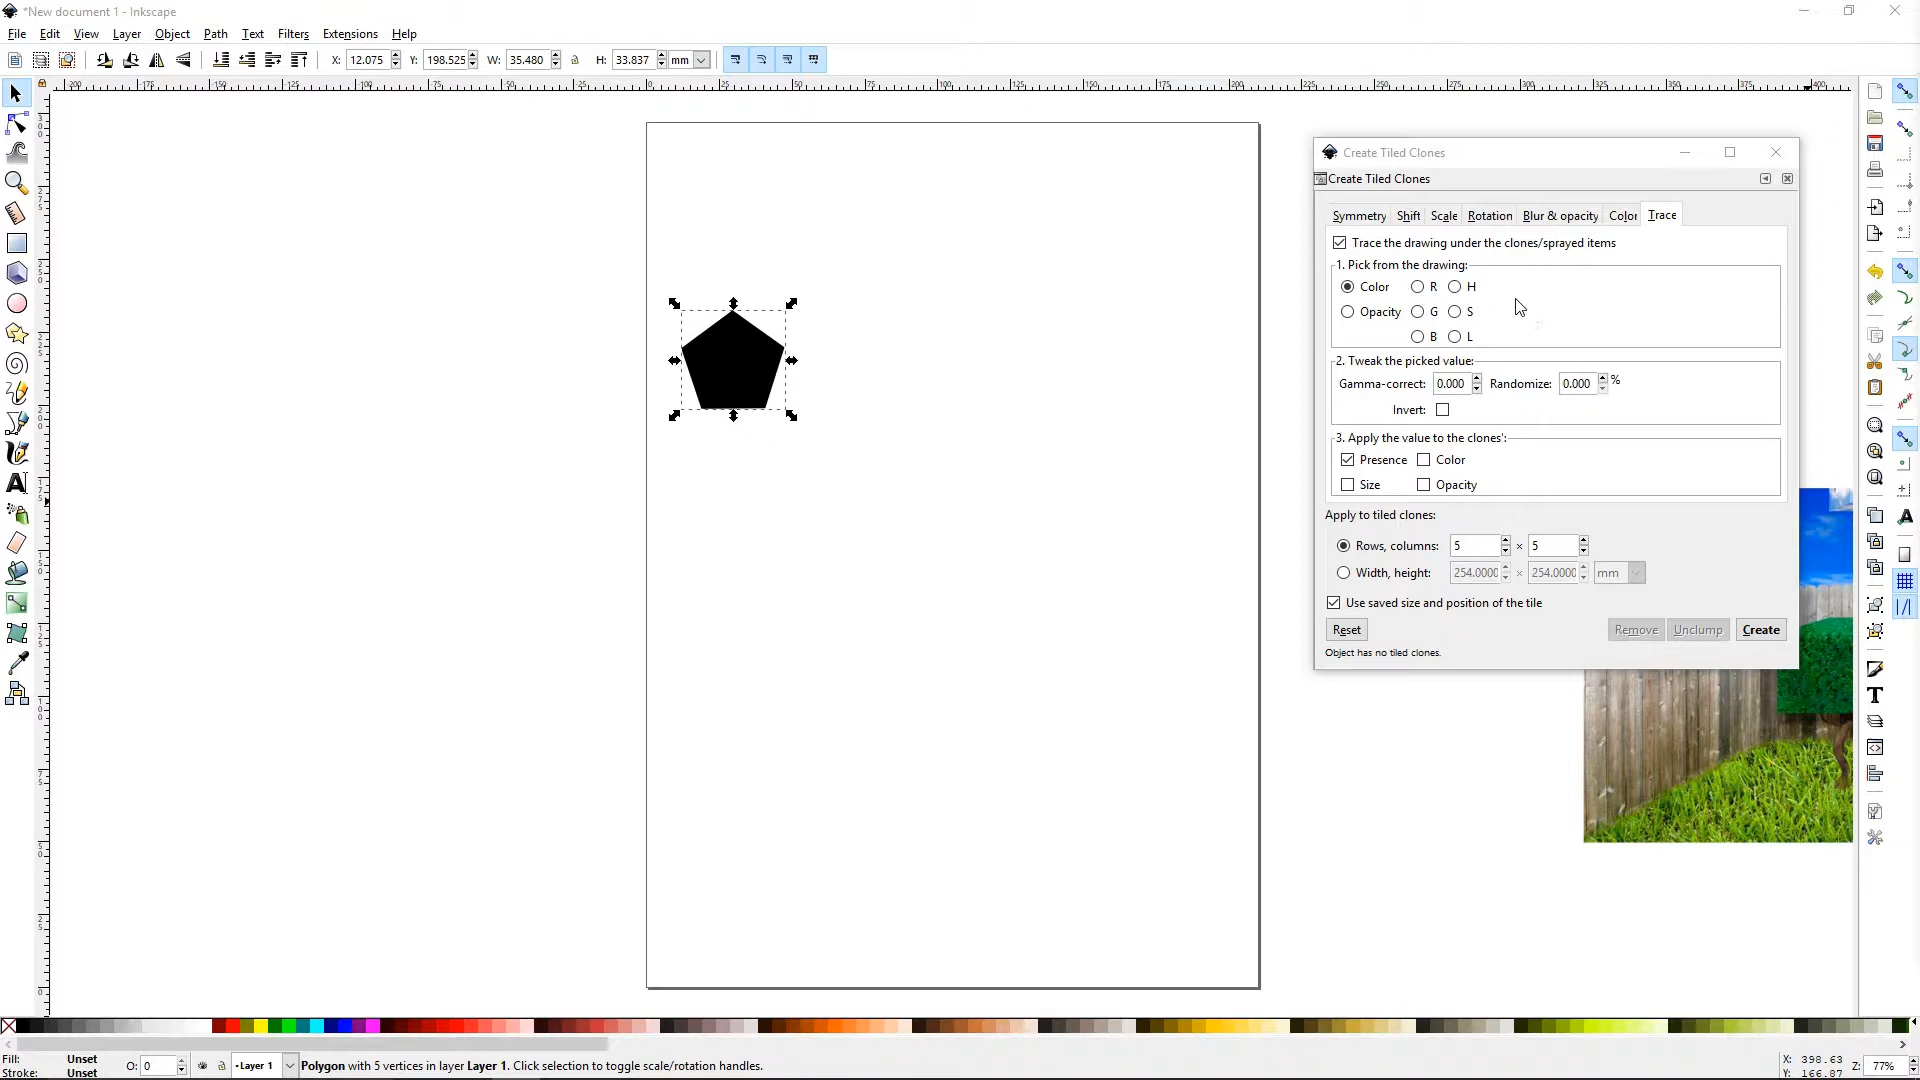 *New document 1 - Inkscape
File Edit View Layer Object Path Text Filters Extensions Help
X: 12.075 Y: 198.525 W: 35.480 H: 33.837 mm
Create Tiled Clones
Create Tiled Clones
Symmetry Shift Scale Rotation Blur & opacity Color Trace
Trace the drawing under the clones/sprayed items
1. Pick from the drawing:
Color R H
Opacity G S
B L
2. Tweak the picked value:
Gamma-correct: 0.000 Randomize: 0.000 %
Invert:
3. Apply the value to the clones':
Presence Color
Size Opacity
Apply to tiled clones:
Rows, columns: 5 × 5
Width, height: 254.0000 × 254.0000 mm
Use saved size and position of the tile
Reset Remove Unclump Create
Object has no tiled clones.
Fill: Unset O: 0 •Layer 1 Polygon with 5 vertices in layer Layer 1. Click selection to toggle scale/rotation handles. X: 398.63 Z: 77%
Stroke: Unset Y: 166.87